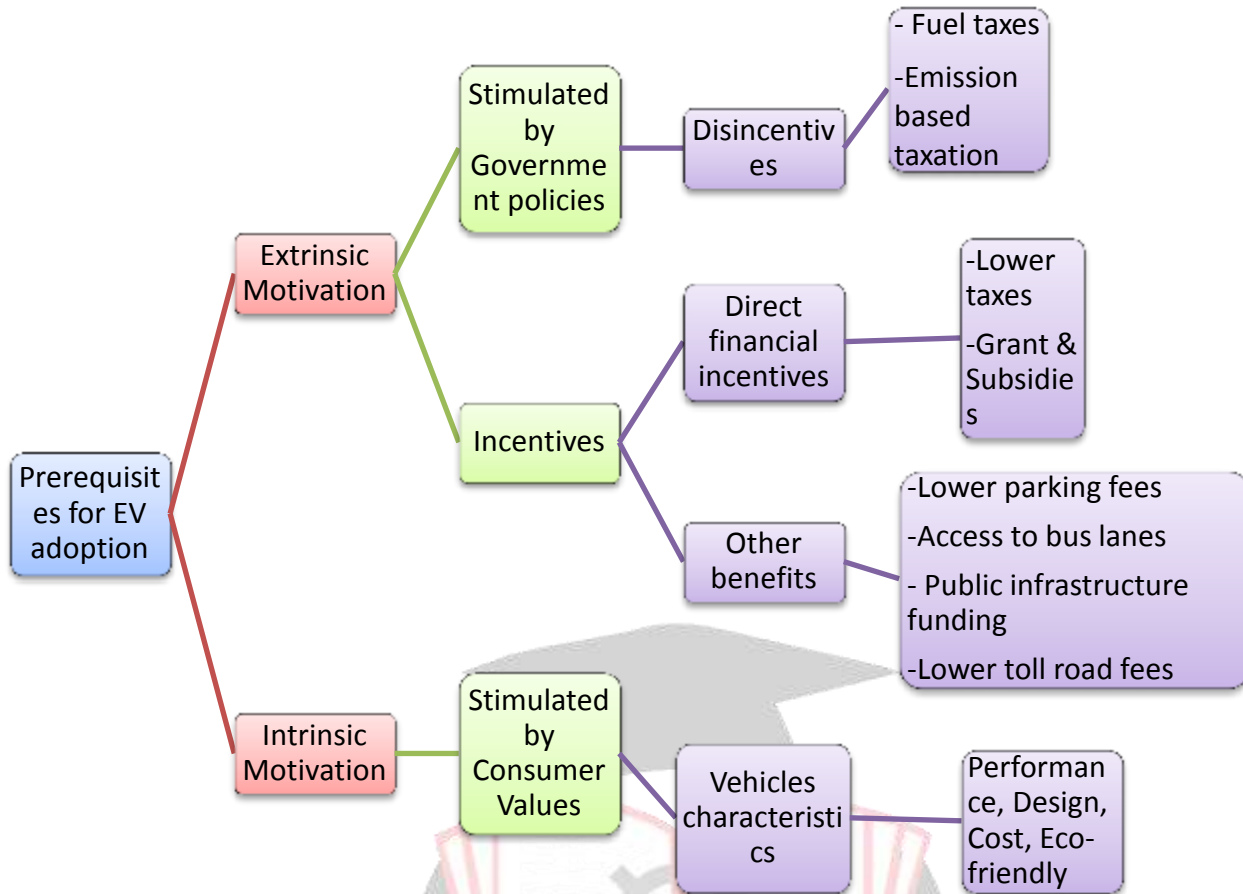 - Fuel taxes
-Emission
based
taxation
Stimulated
by
Governme
nt policies
Disincentiv
es
Extrinsic
Motivation
-Lower
taxes
-Grant &
Subsidie
s
Direct
financial
incentives
Incentives
Prerequisit
es for EV
adoption
Other
benefits
-Lower parking fees
-Access to bus lanes
- Public infrastructure
funding
-Lower toll road fees
Intrinsic
Motivation
Stimulated
by
Consumer
Values
Vehicles
characteristi
cs
Performan
ce, Design,
Cost, Eco-
friendly